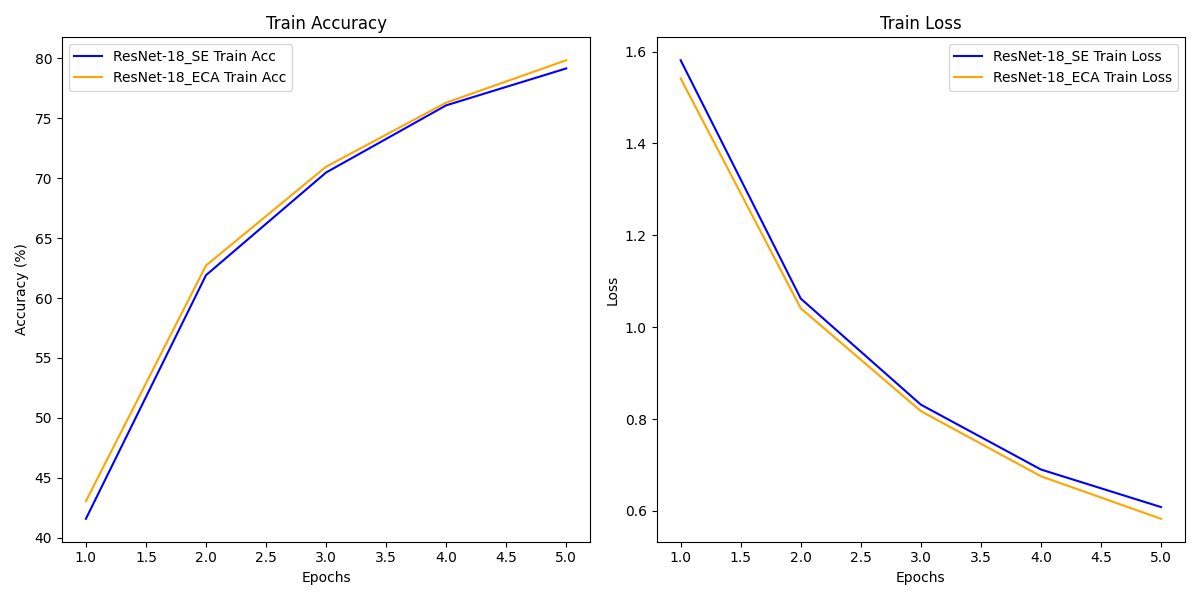 Train Accuracy
ResNet-18_SE Train Acc
ResNet-18_ECA Train Acc
80
75
70
65
60
55
50
45
40
Accuracy (%)
1.0 1.5 2.0 2.5 3.0 3.5 4.0 4.5 5.0
Epochs
Train Loss
ResNet-18_SE Train Loss
ResNet-18_ECA Train Loss
1.6
1.4
1.2
1.0
0.8
0.6
Loss
1.0 1.5 2.0 2.5 3.0 3.5 4.0 4.5 5.0
Epochs